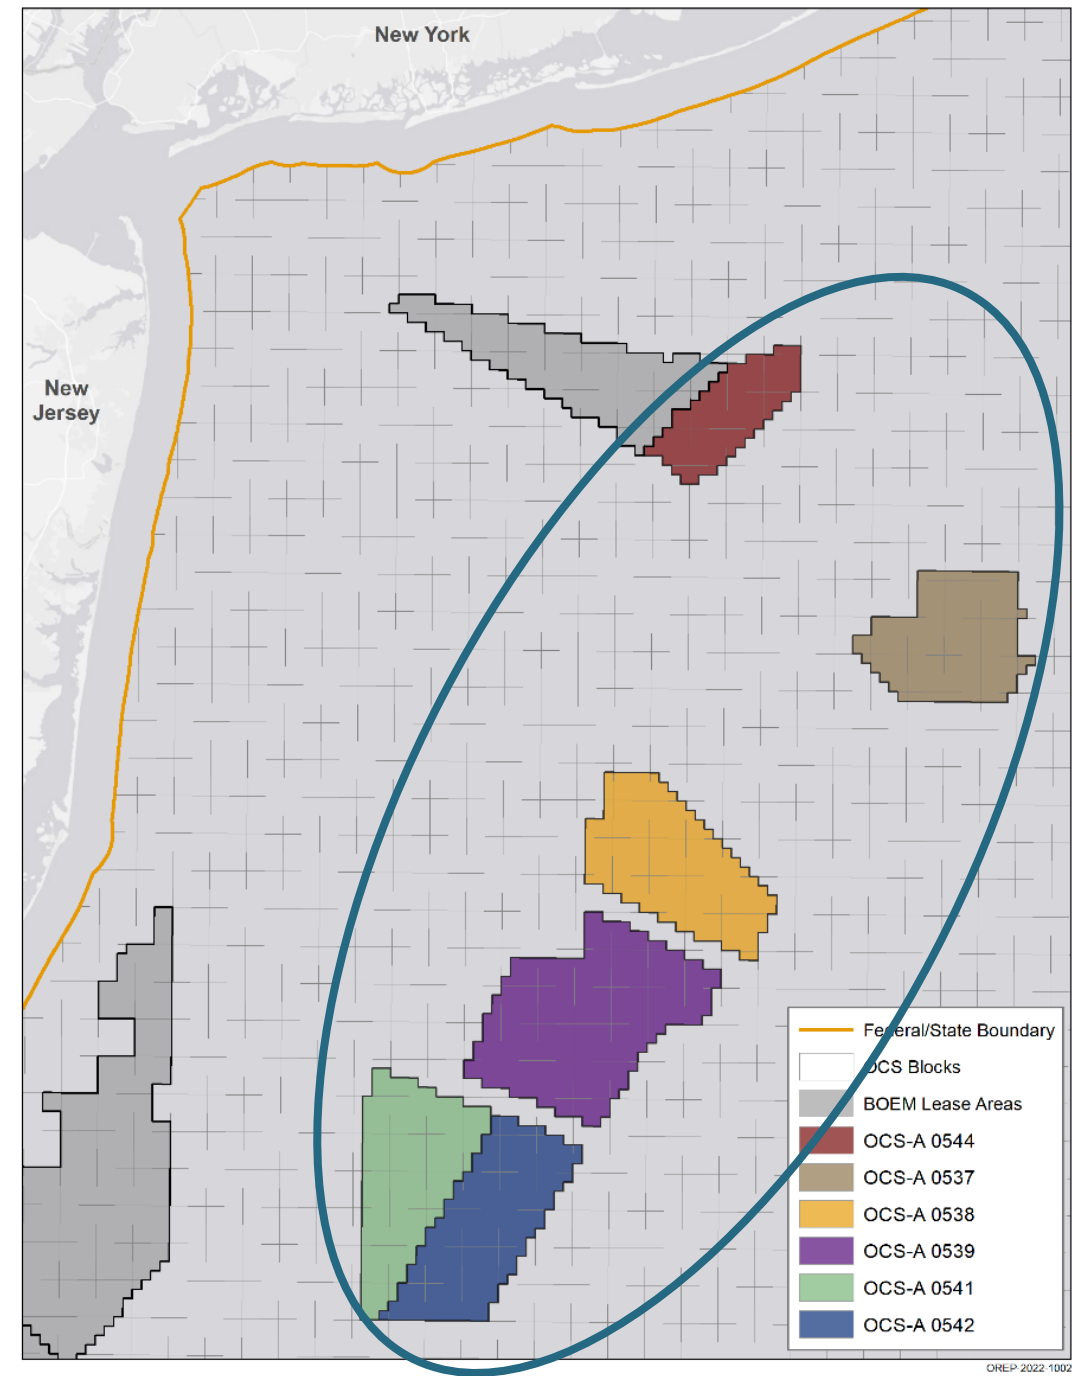 New York
New
Jersey
Federal/State Boundary
OCS Blocks
BOEM Lease Areas
OCS-A 0544
OCS-A 0537
OCS-A 0538
OCS-A 0539
OCS-A 0541
OCS-A 0542
OREP-2022-1002